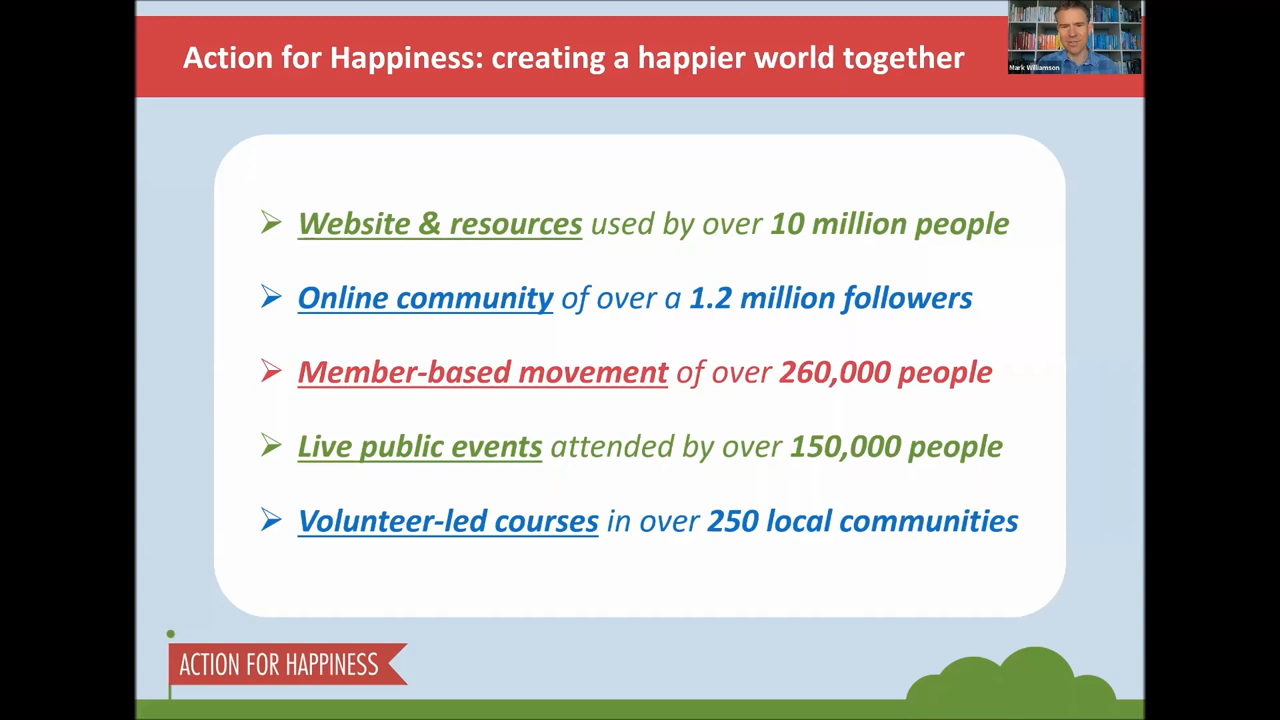 Action for Happiness: creating a happier world together
Mark Williamson
Website & resources used by over 10 million people
Online community of over a 1.2 million followers
Member-based movement of over 260,000 people
Live public events attended by over 150,000 people
Volunteer-led courses in over 250 local communities
ACTION FOR HAPPINESS